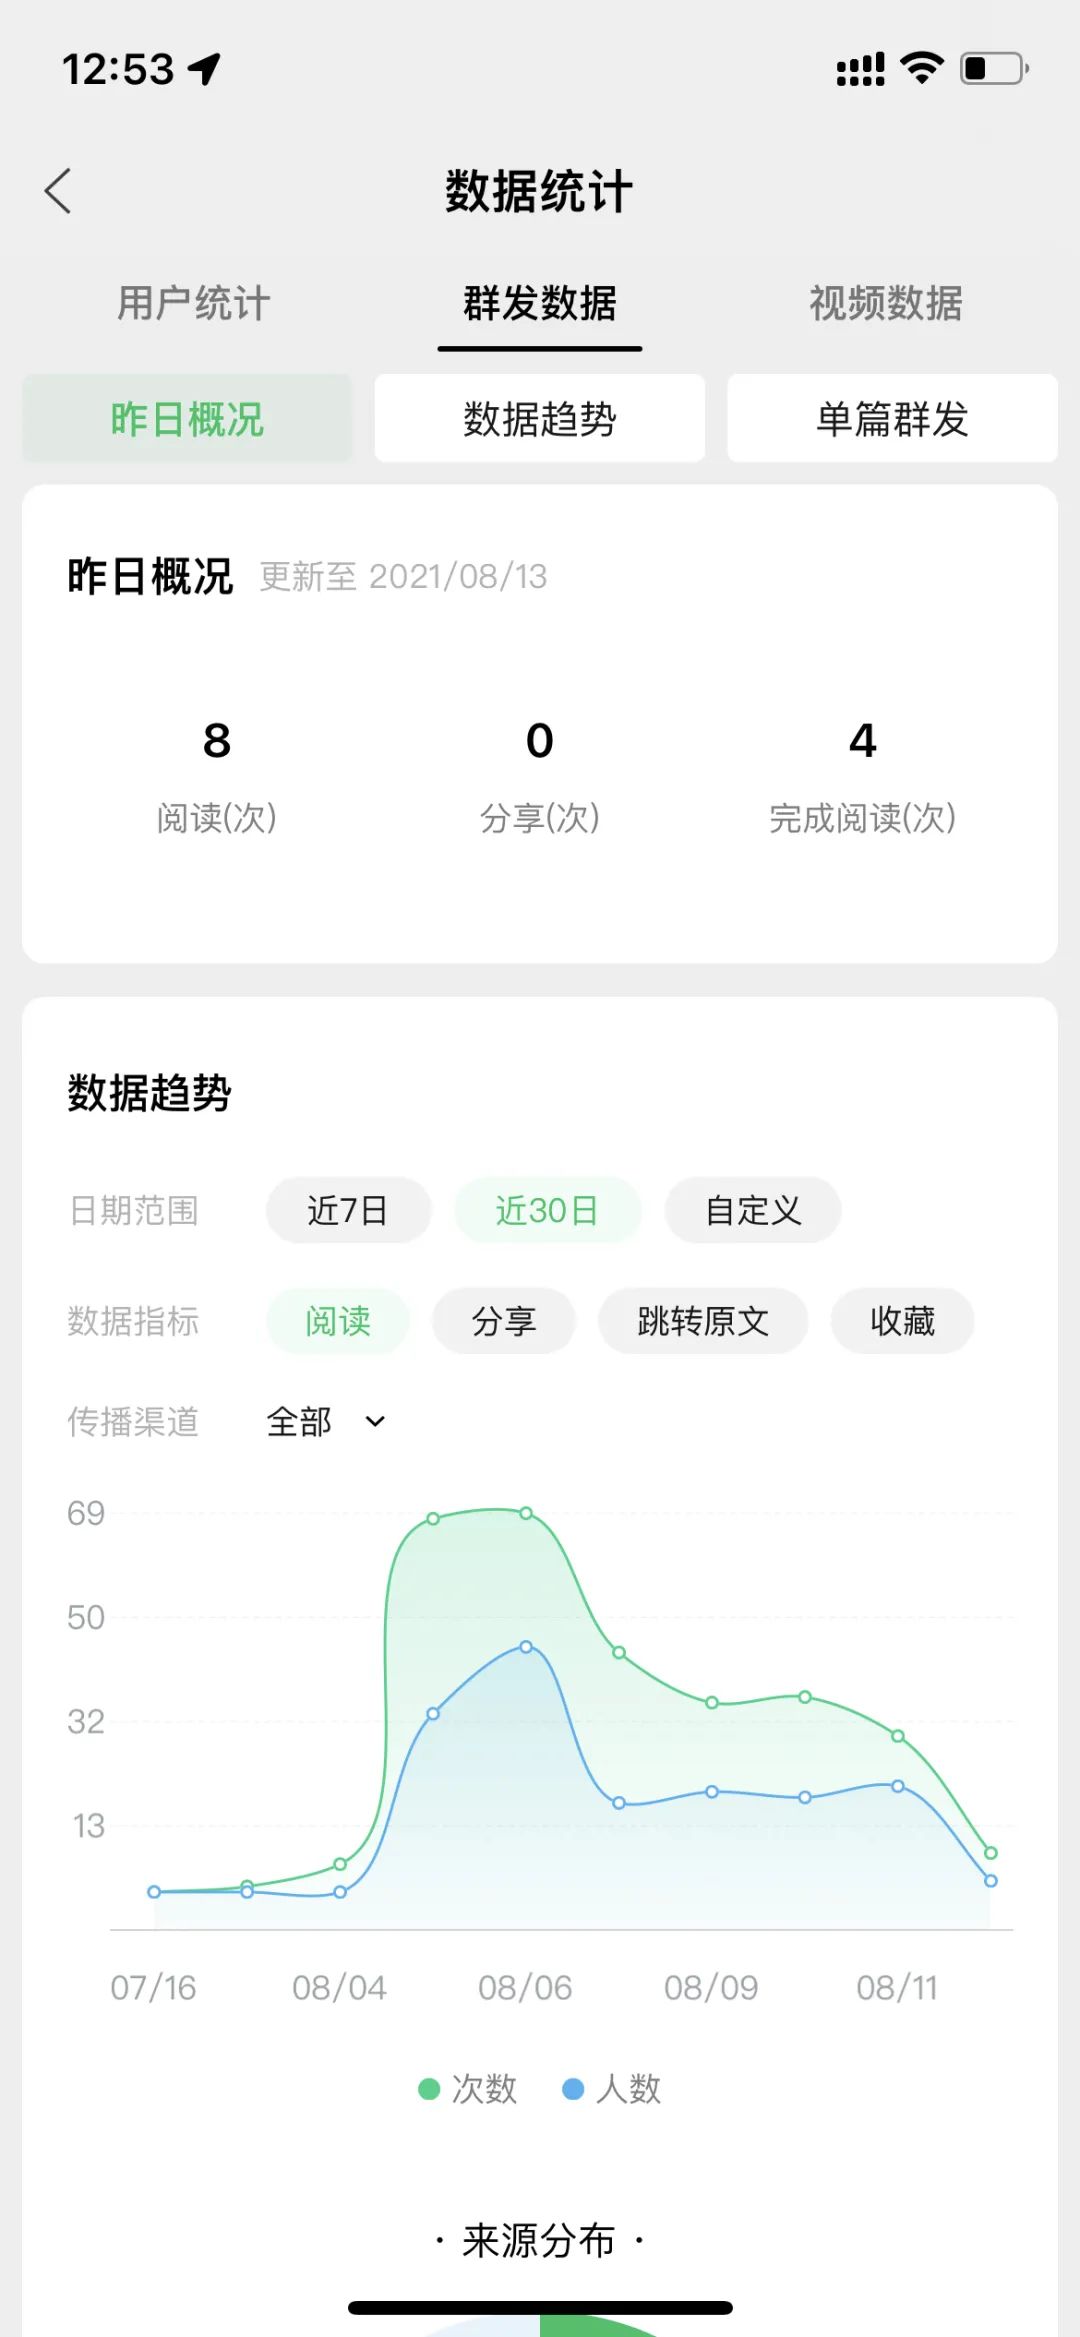 12:53
数据统计
用户统计 群发数据 视频数据
昨日概况 数据趋势 单篇群发
昨日概况 更新至 2021/08/13
8 0 4
阅读(次) 分享(次) 完成阅读(次)
数据趋势
日期范围 近7日 近30日 自定义
数据指标 阅读 分享 跳转原文 收藏
传播渠道 全部
69
50
32
13
07/16 08/04 08/06 08/09 08/11
次数 人数
· 来源分布 ·